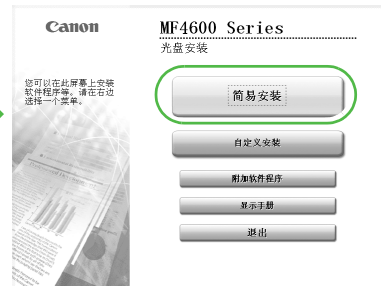 Canon
MF4600 Series
光盘安装
您可以在此屏幕上安装
软件程序等。请在右边
选择一个菜单。
简易安装
自定义安装
附加软件程序
显示手册
退出